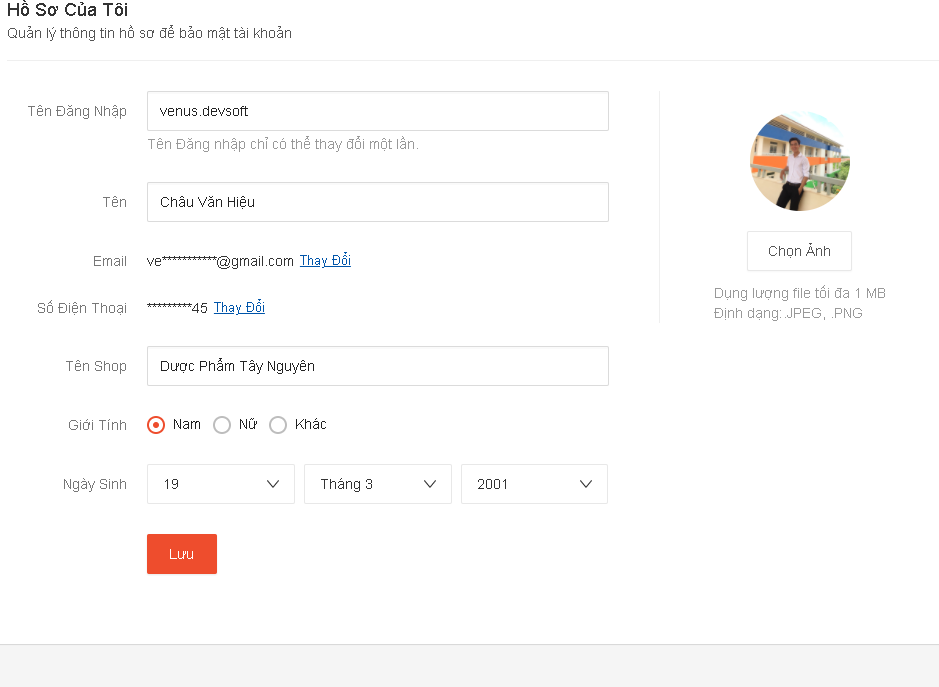 Hồ Sơ Của Tôi
Quản lý thông tin hồ sơ để bảo mật tài khoản
Tên Đăng Nhập venus.devsoft
Tên Đăng nhập chỉ có thể thay đổi một lần.
Tên Châu Văn Hiệu
Email ve***********@gmail.com Thay Đổi
Số Điện Thoại *********45 Thay Đổi
Tên Shop Dược Phẩm Tây Nguyên
Giới Tính Nam Nữ Khác
Ngày Sinh 19 Tháng 3 2001
Lưu
Chọn Ảnh
Dụng lượng file tối đa 1 MB
Định dạng:.JPEG, .PNG